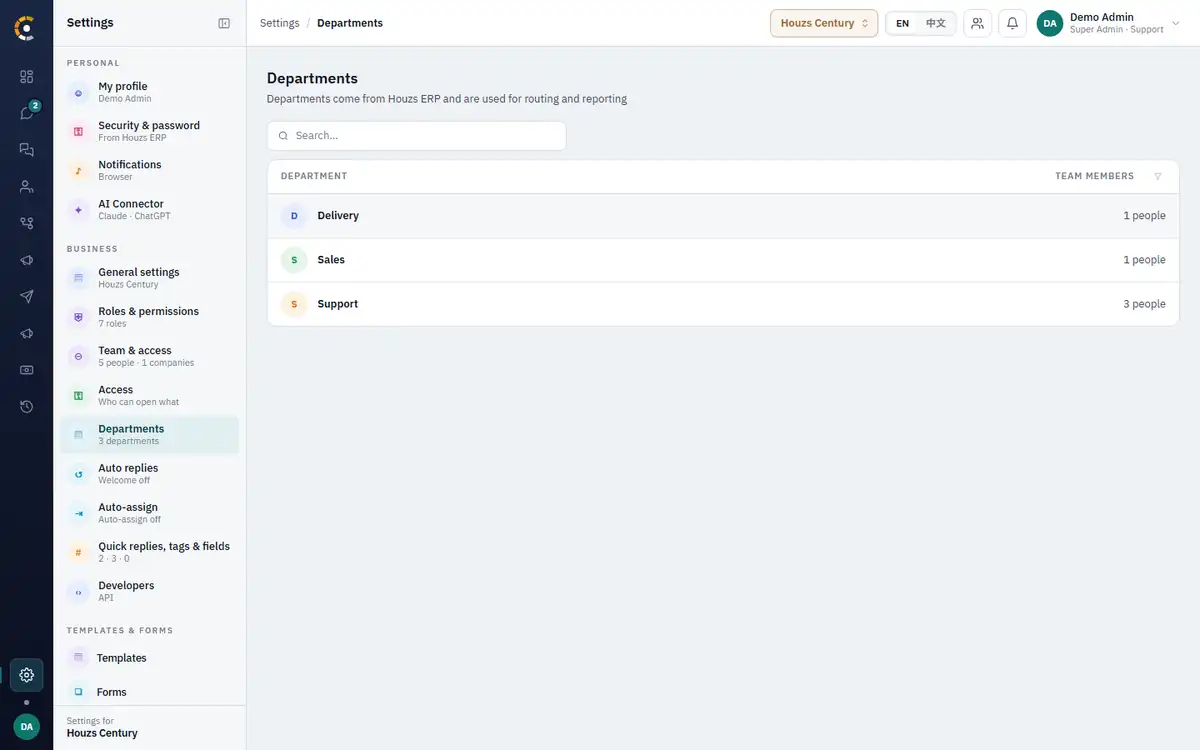 Settings
Settings / Departments
Houzs Century
EN
中文
DA
Demo Admin
Super Admin · Support
2
PERSONAL
My profile
Demo Admin
Security & password
From Houzs ERP
Notifications
Browser
AI Connector
Claude · ChatGPT
BUSINESS
General settings
Houzs Century
Roles & permissions
7 roles
Team & access
5 people · 1 companies
Access
Who can open what
Departments
3 departments
Auto replies
Welcome off
Auto-assign
Auto-assign off
# Quick replies, tags & fields
2 · 3 · 0
Developers
API
TEMPLATES & FORMS
Templates
Forms
Settings for
Houzs Century
DA
Departments
Departments come from Houzs ERP and are used for routing and reporting
Search...
DEPARTMENT TEAM MEMBERS
D Delivery 1 people
S Sales 1 people
S Support 3 people